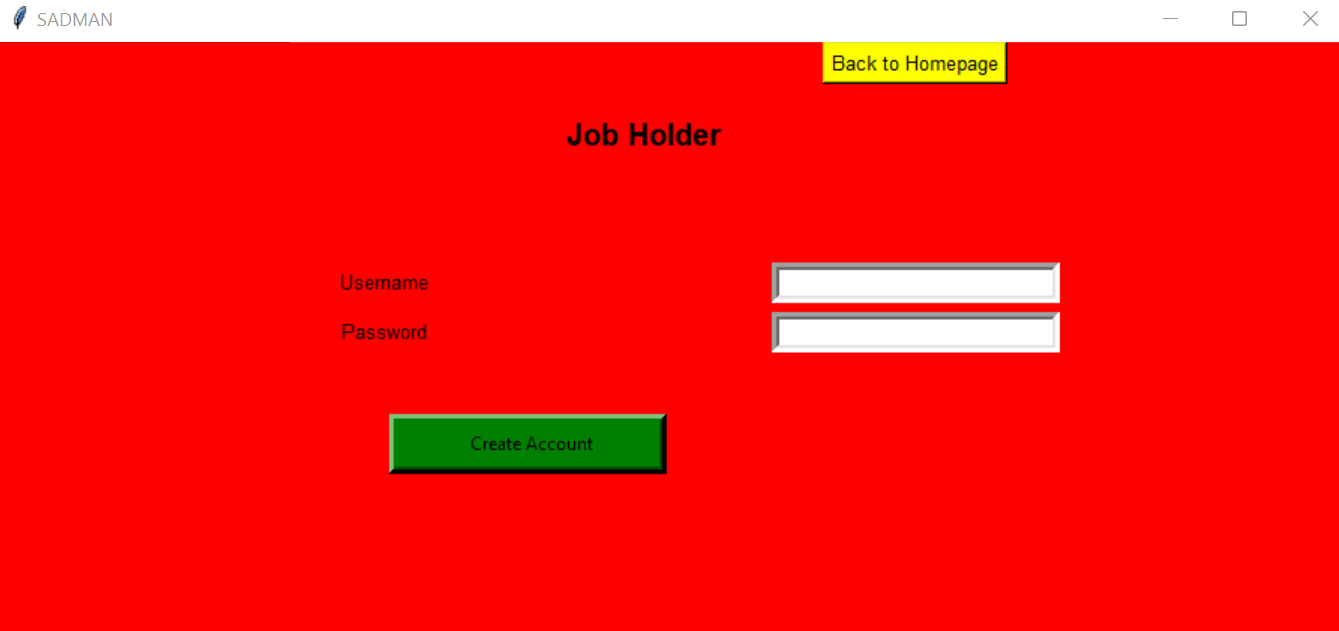 SADMAN
Back to Homepage
Job Holder
Username
Password
Create Account